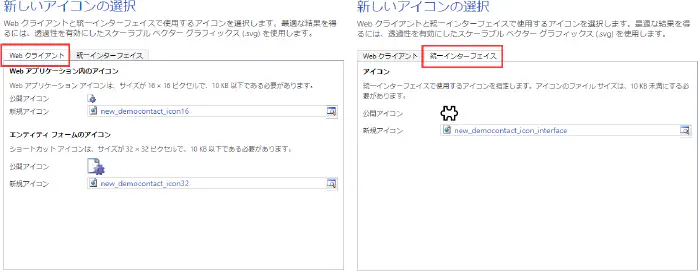 新しいアイコンの選択
Web クライアントと統一インターフェイスで使用するアイコンを選択します。最適な結果を得
るには、透過性を有効にしたスケーラブル ベクター グラフィックス (.svg) を使用します。
Web クライアント
統一インターフェイス
Web アプリケーション内のアイコン
Web アプリケーション アイコンは、サイズが 16 × 16 ピクセルで、10 KB 以下である必要があります。
公開アイコン
新規アイコン
new_democontact_icon16
エンティティ フォームのアイコン
ショートカット アイコンは、サイズが 32 × 32 ピクセルで、10 KB 以下である必要があります。
公開アイコン
新規アイコン
new_democontact_icon32
新しいアイコンの選択
Web クライアントと統一インターフェイスで使用するアイコンを選択します。最適な結果を得
るには、透過性を有効にしたスケーラブル ベクター グラフィックス (.svg) を使用します。
Web クライアント
統一インターフェイス
アイコン
統一インターフェイスで使用するアイコンを指定します。アイコンのファイル サイズは、10 KB 未満にする必
要があります。
公開アイコン
新規アイコン
new_democontact_icon_interface